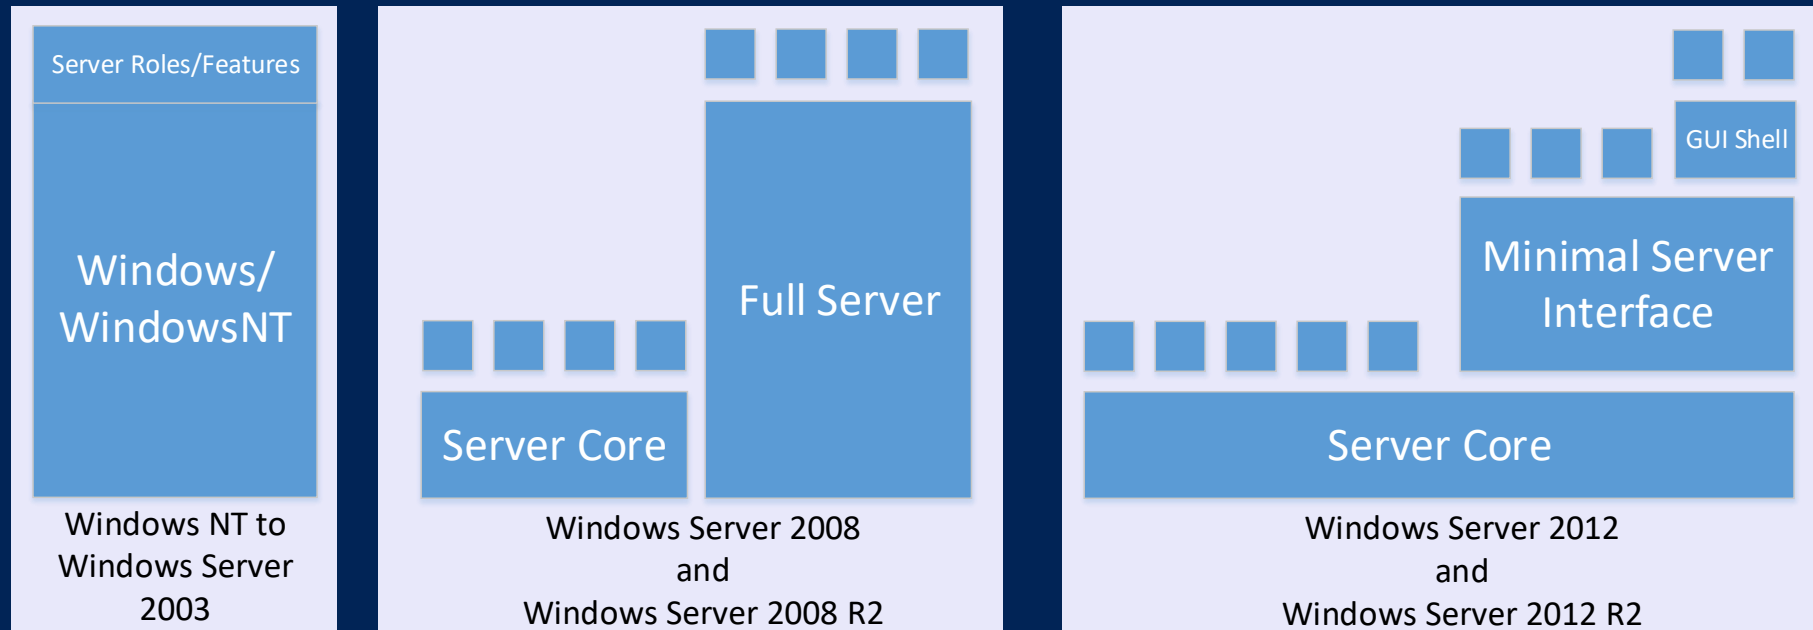 Server Roles/Features
Windows/
WindowsNT
Windows NT to
Windows Server
2003
Full Server
Server Core
Windows Server 2008
and
Windows Server 2008 R2
GUI Shell
Minimal Server
Interface
Server Core
Windows Server 2012
and
Windows Server 2012 R2